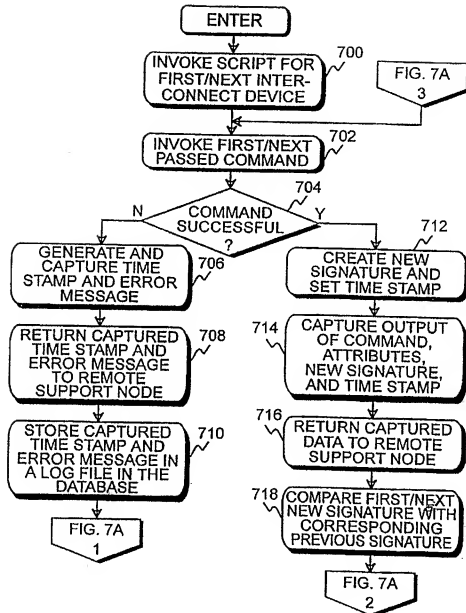 ENTER
INVOKE SCRIPT FOR
FIRST/NEXT INTER-
CONNECT DEVICE
700
FIG. 7A
3
INVOKE FIRST/NEXT
PASSED COMMAND
702
704
N
COMMAND
SUCCESSFUL
?
Y
GENERATE AND
CAPTURE TIME
STAMP AND ERROR
MESSAGE
706
RETURN CAPTURED
TIME STAMP AND
ERROR MESSAGE
TO REMOTE
SUPPORT NODE
708
STORE CAPTURED
TIME STAMP AND
ERROR MESSAGE IN
A LOG FILE IN THE
DATABASE
710
FIG. 7A
1
712
CREATE NEW
SIGNATURE AND
SET TIME STAMP
714
CAPTURE OUTPUT
OF COMMAND,
ATTRIBUTES,
NEW SIGNATURE,
AND TIME STAMP
716
RETURN CAPTURED
DATA TO REMOTE
SUPPORT NODE
718
COMPARE FIRST/NEXT
NEW SIGNATURE WITH
CORRESPONDING
PREVIOUS SIGNATURE
FIG. 7A
2